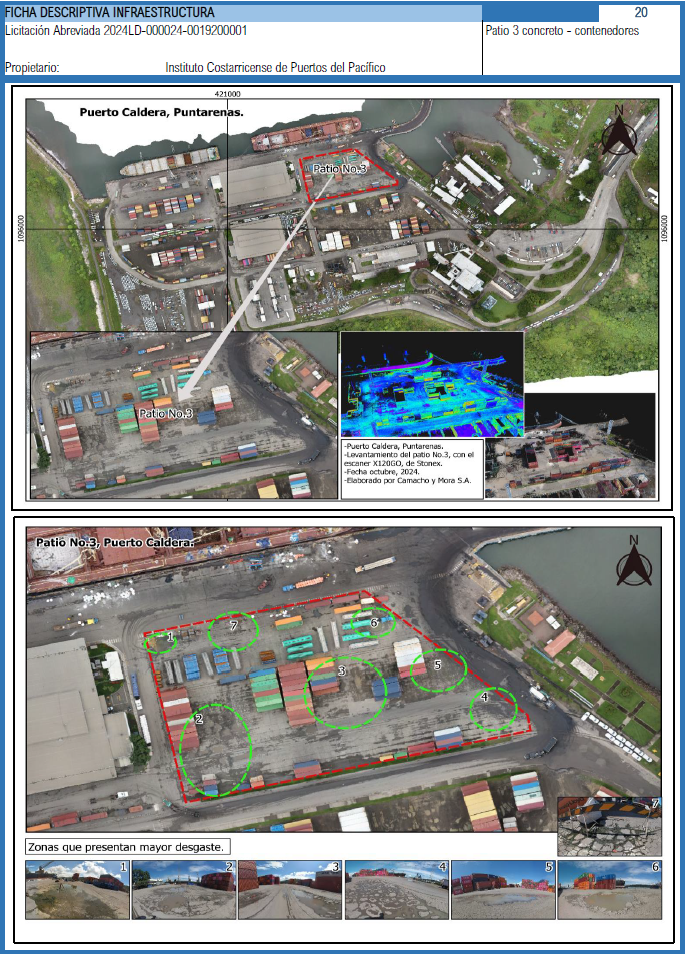 FICHA DESCRIPTIVA INFRAESTRUCTURA
20
Licitación Abreviada 2024LD-000024-0019200001
Patio 3 concreto - contenedores
Propietario: Instituto Costarricense de Puertos del Pacífico
421000
Puerto Caldera, Puntarenas.
N
Patio No.3
1096000
1096000
Patio No.3
-Puerto Caldera, Puntarenas.
-Levantamiento del patio No.3, con el
escaner X120GO, de Stonex.
-Fecha octubre, 2024.
-Elaborado por Camacho y Mora S.A.
Patio No.3, Puerto Caldera.
N
1
7
6
3
5
2
4
7
Zonas que presentan mayor desgaste.
1
2
3
4
5
6